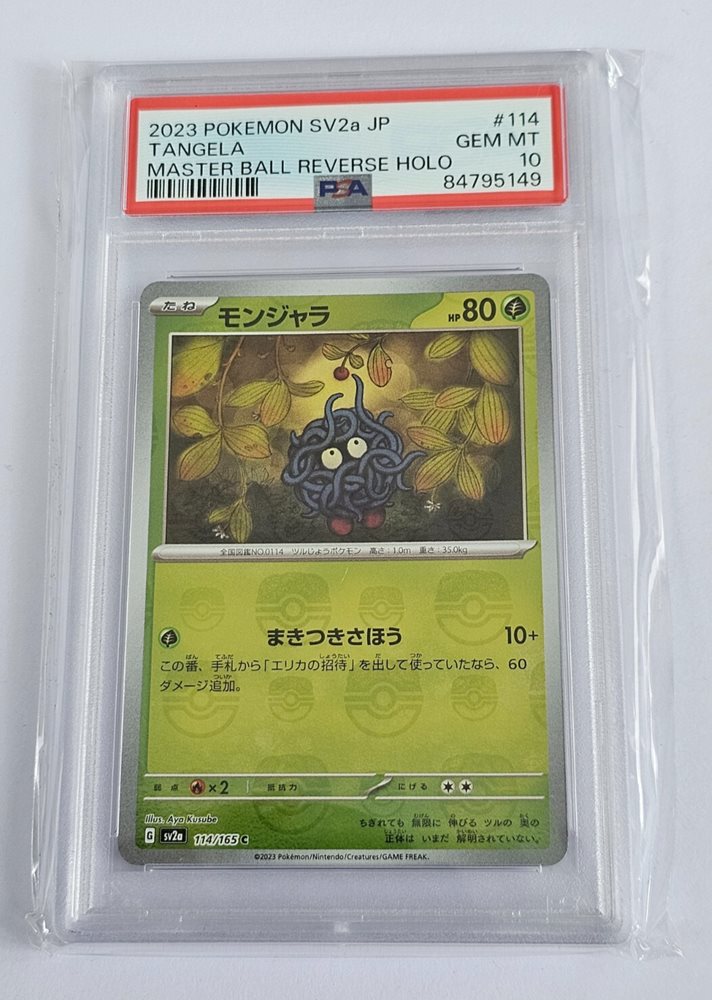 2023 POKEMON SV2a JP #114
TANGELA GEM MT
MASTER BALL REVERSE HOLO 10
PSA 84795149
たね モンジャラ HP 80
全国図鑑NO.0114 ツルじょうポケモン 高さ:1.0m 重さ:35.0kg
まきつきさほう 10+
この番、手札から「エリカの招待」を出して使っていたなら、60
ダメージ追加。
弱点 ×2 抵抗力 にげる
Illus. Aya Kusube
G sv2a 114/165 C
ちぎれても 無限に 伸びる ツルの 奥の
正体は いまだ 解明されていない。
©2023 Pokémon/Nintendo/Creatures/GAME FREAK.